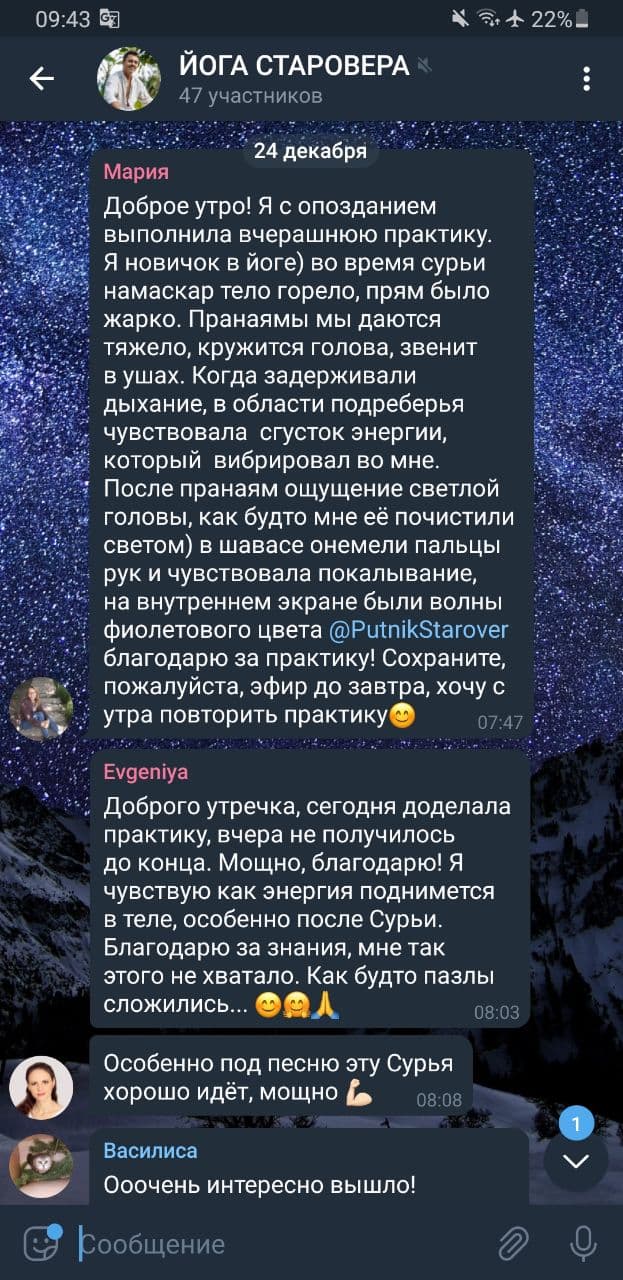 09:43
22%
ЙОГА СТАРОВЕРА
47 участников
24 декабря
Мария
Доброе утро! Я с опозданием
выполнила вчерашнюю практику.
Я новичок в йоге) во время сурьи
намаскар тело горело, прям было
жарко. Пранаямы мы даются
тяжело, кружится голова, звенит
в ушах. Когда задерживали
дыхание, в области подреберья
чувствовала сгусток энергии,
который вибрировал во мне.
После пранаям ощущение светлой
головы, как будто мне её почистили
светом) в шавасе онемели пальцы
рук и чувствовала покалывание,
на внутреннем экране были волны
фиолетового цвета @PutnikStarover
благодарю за практику! Сохраните,
пожалуйста, эфир до завтра, хочу с
утра повторить практику😊
07:47
Evgeniya
Доброго утречка, сегодня доделала
практику, вчера не получилось
до конца. Мощно, благодарю! Я
чувствую как энергия поднимется
в теле, особенно после Сурьи.
Благодарю за знания, мне так
этого не хватало. Как будто пазлы
сложились... 😊🤗🙏
08:03
Особенно под песню эту Сурья
хорошо идёт, мощно 💪🏻
08:08
1
Василиса
Ооочень интересно вышло!
Сообщение